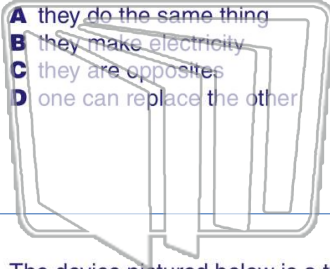 A they do the same thing
B they make electricity
C they are opposites
D one can replace the other
The device pictured below is a t